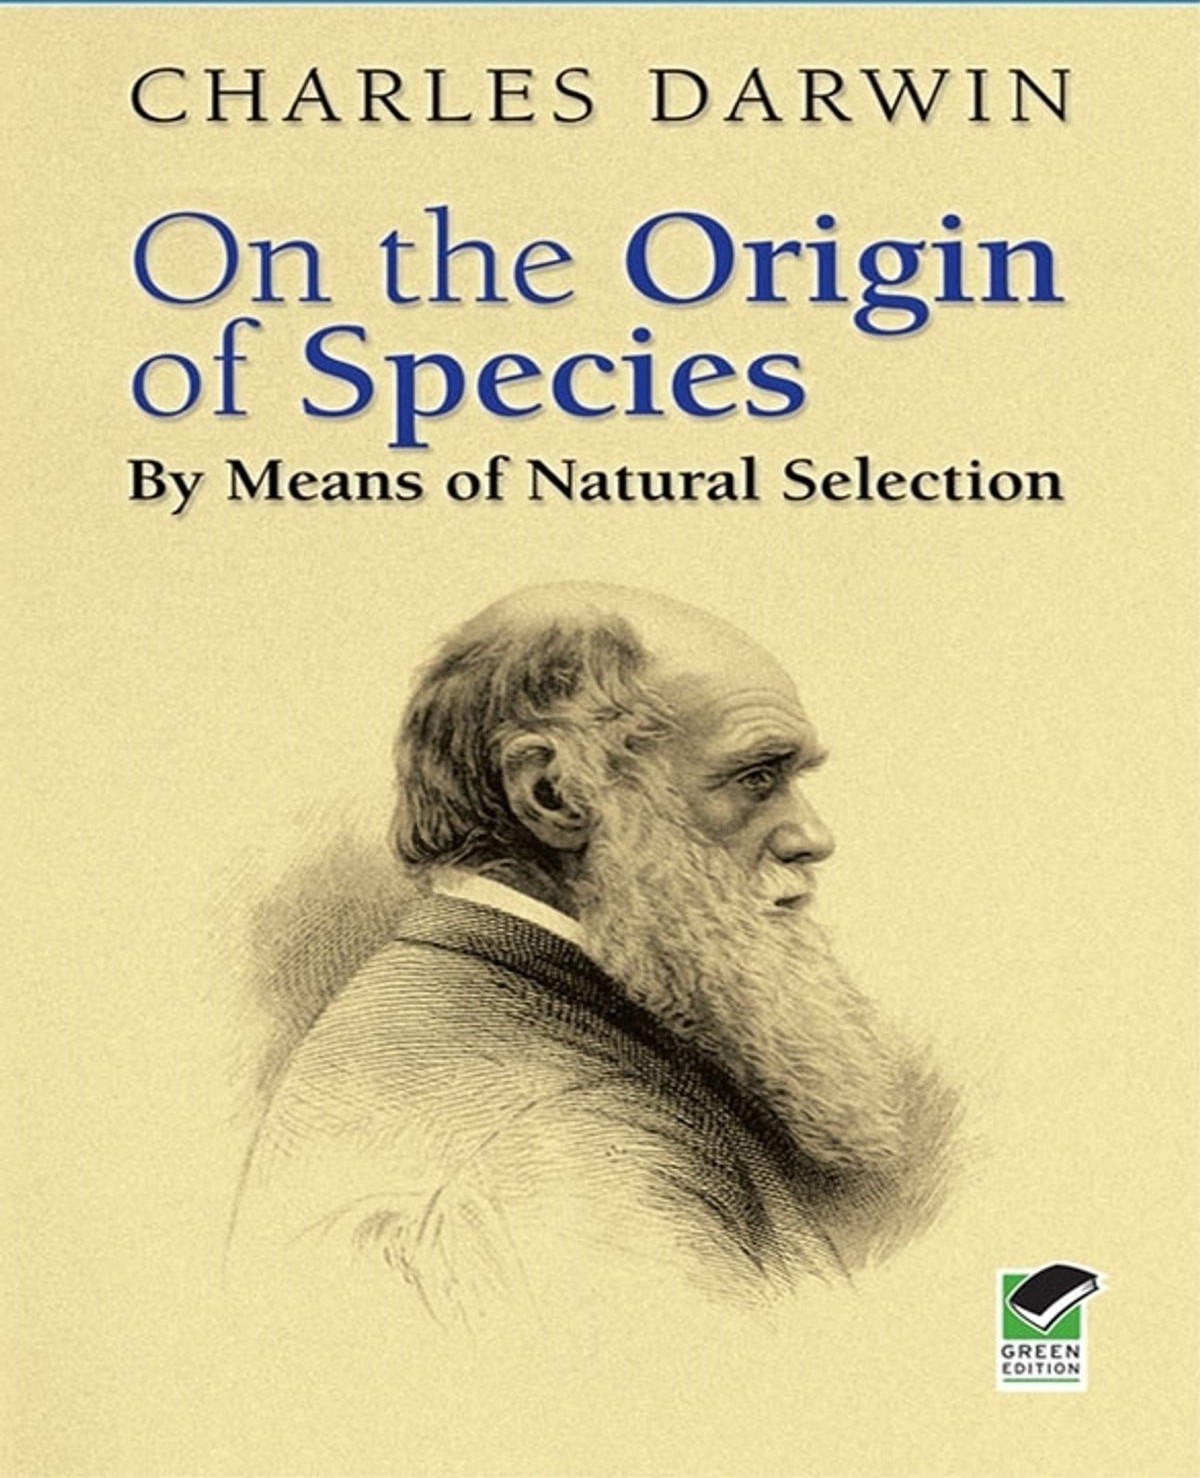 CHARLES DARWIN
On the Origin
of Species
By Means of Natural Selection
GREEN
EDITION